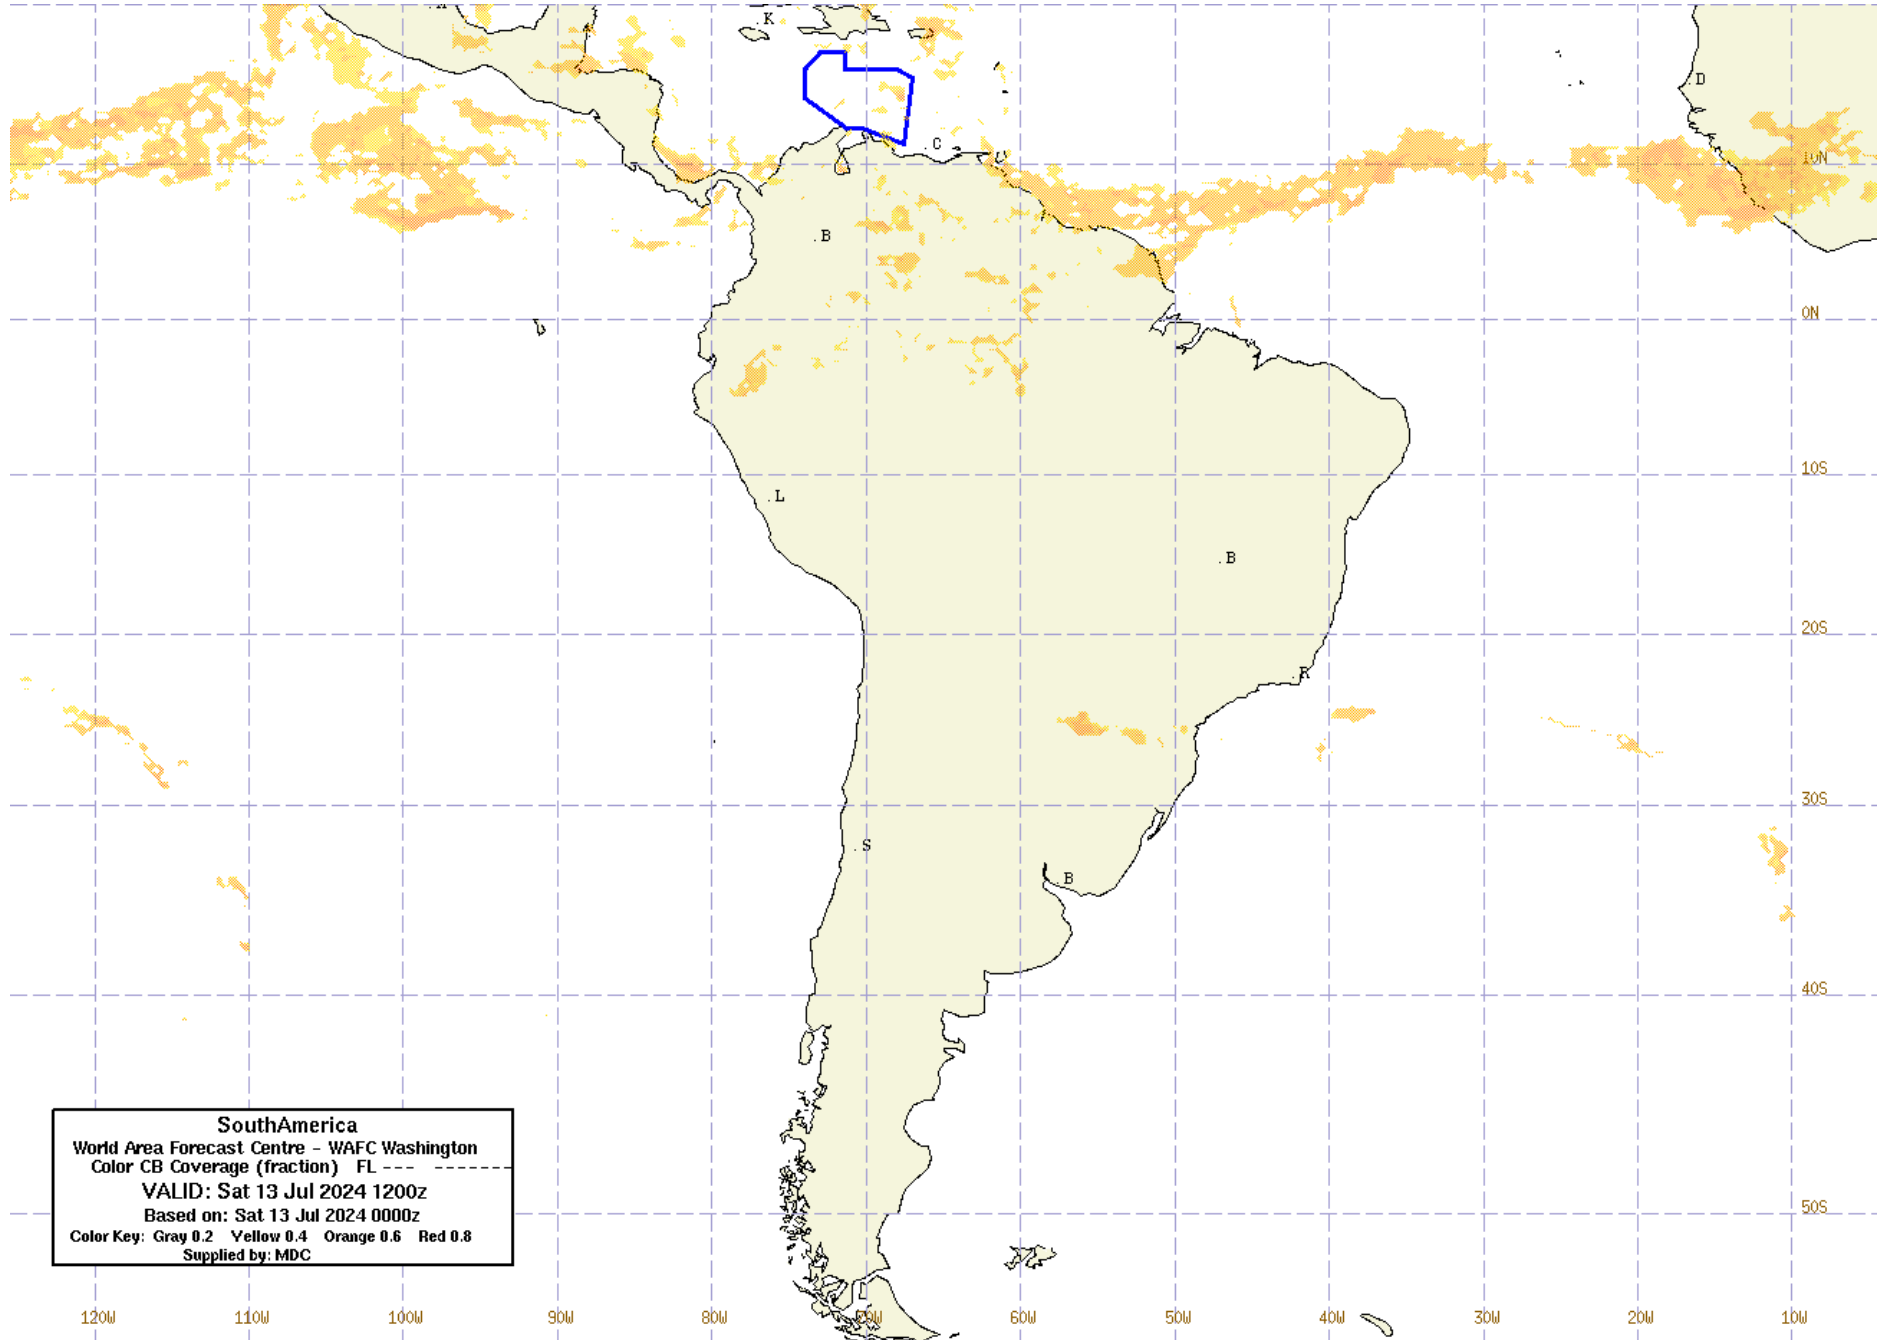 A
K
D
C
10N
B
0N
10S
L
B
20S
R
30S
S
B
40S
50S
SouthAmerica
World Area Forecast Centre - WAFC Washington
Color CB Coverage (fraction) FL --- -------
VALID: Sat 13 Jul 2024 1200z
Based on: Sat 13 Jul 2024 0000z
Color Key: Gray 0.2 Yellow 0.4 Orange 0.6 Red 0.8
Supplied by: MDC
120W 110W 100W 90W 80W 70W 60W 50W 40W 30W 20W 10W